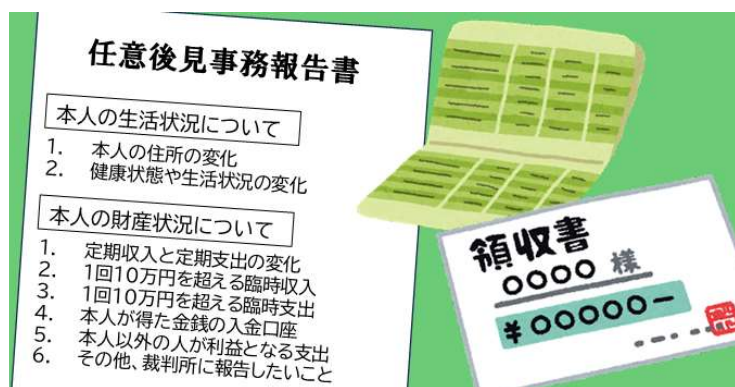 任意後見事務報告書
本人の生活状況について
1. 本人の住所の変化
2. 健康状態や生活状況の変化
本人の財産状況について
1. 定期収入と定期支出の変化
2. 1回10万円を超える臨時収入
3. 1回10万円を超える臨時支出
4. 本人が得た金銭の入金口座
5. 本人以外の人が利益となる支出
6. その他、裁判所に報告したいこと
領収書
○○○○ 様
¥○○○○○ー